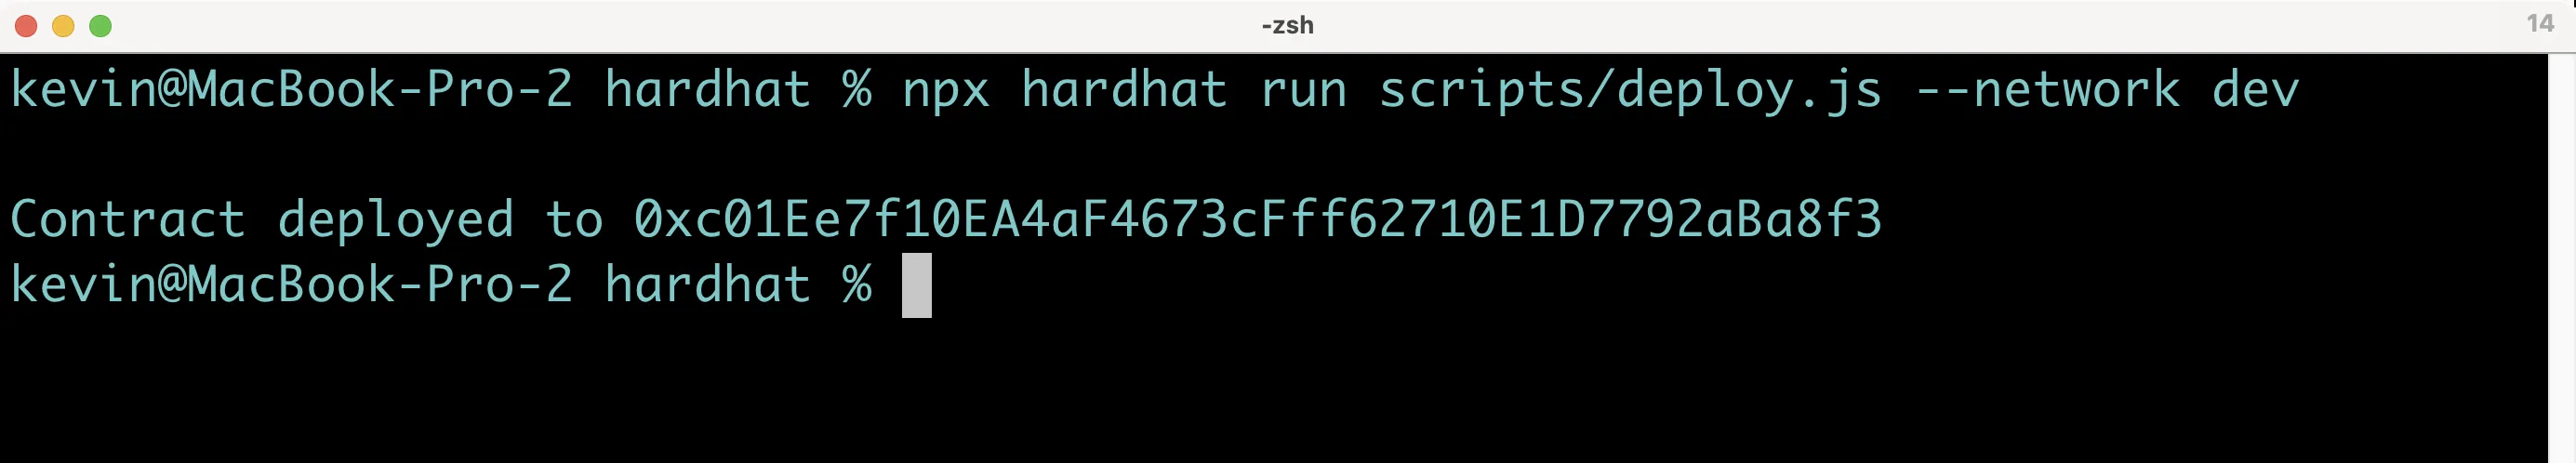 -zsh
14
kevin@MacBook-Pro-2 hardhat % npx hardhat run scripts/deploy.js --network dev
Contract deployed to 0xc01Ee7f10EA4aF4673cFff62710E1D7792aBa8f3
kevin@MacBook-Pro-2 hardhat %